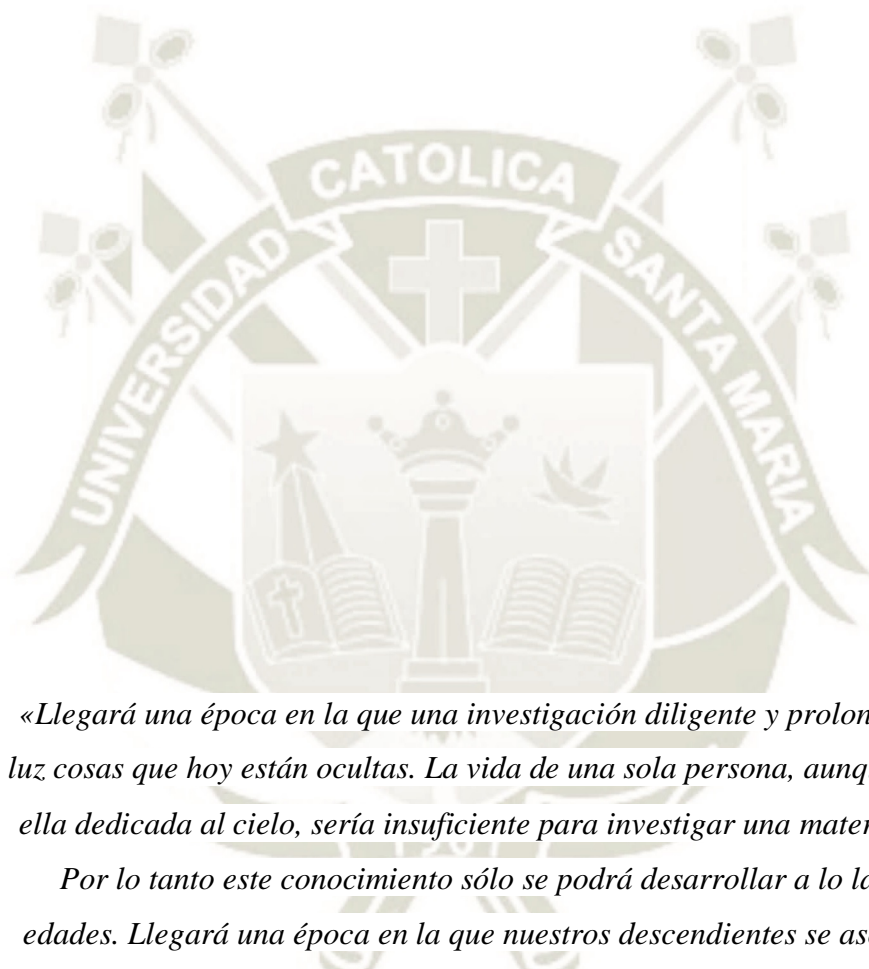 UNIVERSIDAD CATOLICA SANTA MARIA
«Llegará una época en la que una investigación diligente y
luz cosas que hoy están ocultas. La vida de una sola persona,
ella dedicada al cielo, sería insuficiente para investigar una
Por lo tanto este conocimiento sólo se podrá desarrollar a lo
edades. Llegará una época en la que nuestros descendientes se